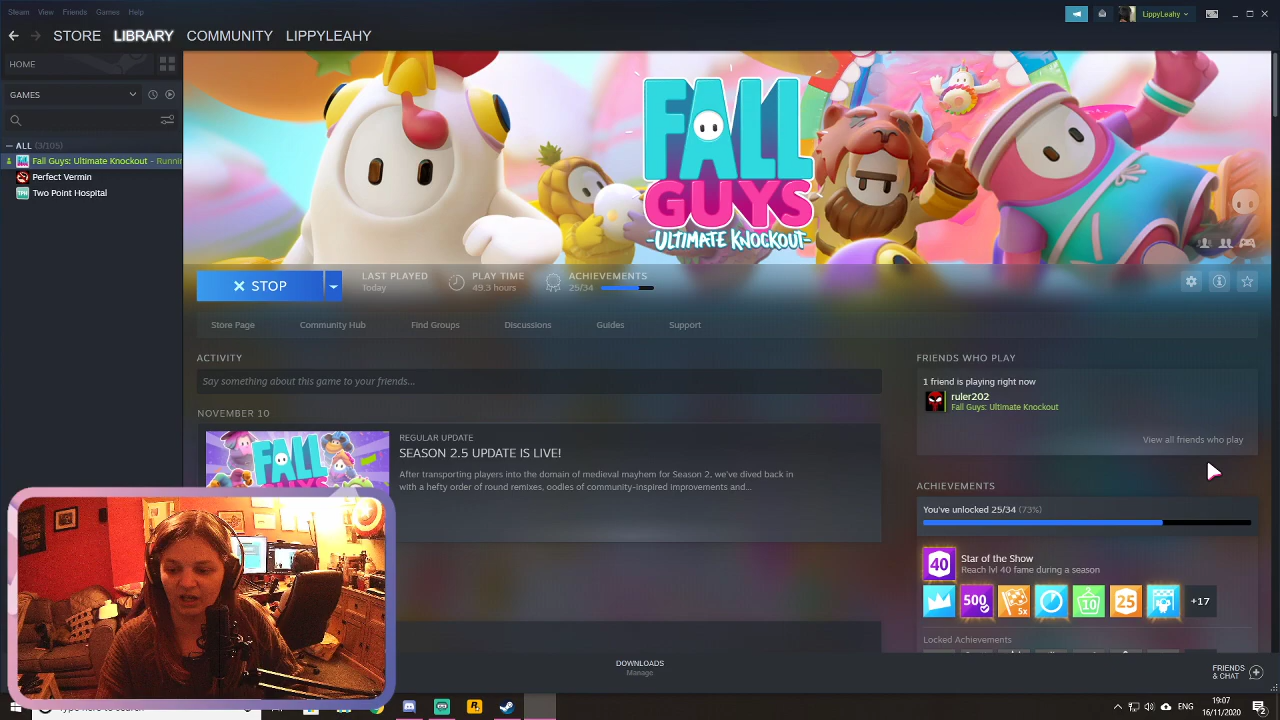 Steam View Friends Games Help
LippyLeahy
STORE LIBRARY COMMUNITY LIPPYLEAHY
HOME
GAMES
ALL (3/105)
Fall Guys: Ultimate Knockout - Runnin
Perfect Vermin
Two Point Hospital
FALL
GUYS
-ULTIMATE KNOCKOUT-
STOP
LAST PLAYED
Today
PLAY TIME
49.3 hours
ACHIEVEMENTS
25/34
Store Page Community Hub Find Groups Discussions Guides Support
ACTIVITY
Say something about this game to your friends...
NOVEMBER 10
FALL
REGULAR UPDATE
SEASON 2.5 UPDATE IS LIVE!
After transporting players into the domain of medieval mayhem for Season 2, we've dived back in
with a hefty order of round remixes, oodles of community-inspired improvements and...
FRIENDS WHO PLAY
1 friend is playing right now
ruler202
Fall Guys: Ultimate Knockout
View all friends who play
ACHIEVEMENTS
You've unlocked 25/34 (73%)
40
Star of the Show
Reach lvl 40 fame during a season
500 5x 10 25 +17
Locked Achievements
DOWNLOADS
Manage
FRIENDS
& CHAT
ENG
19:07
16/11/2020
2